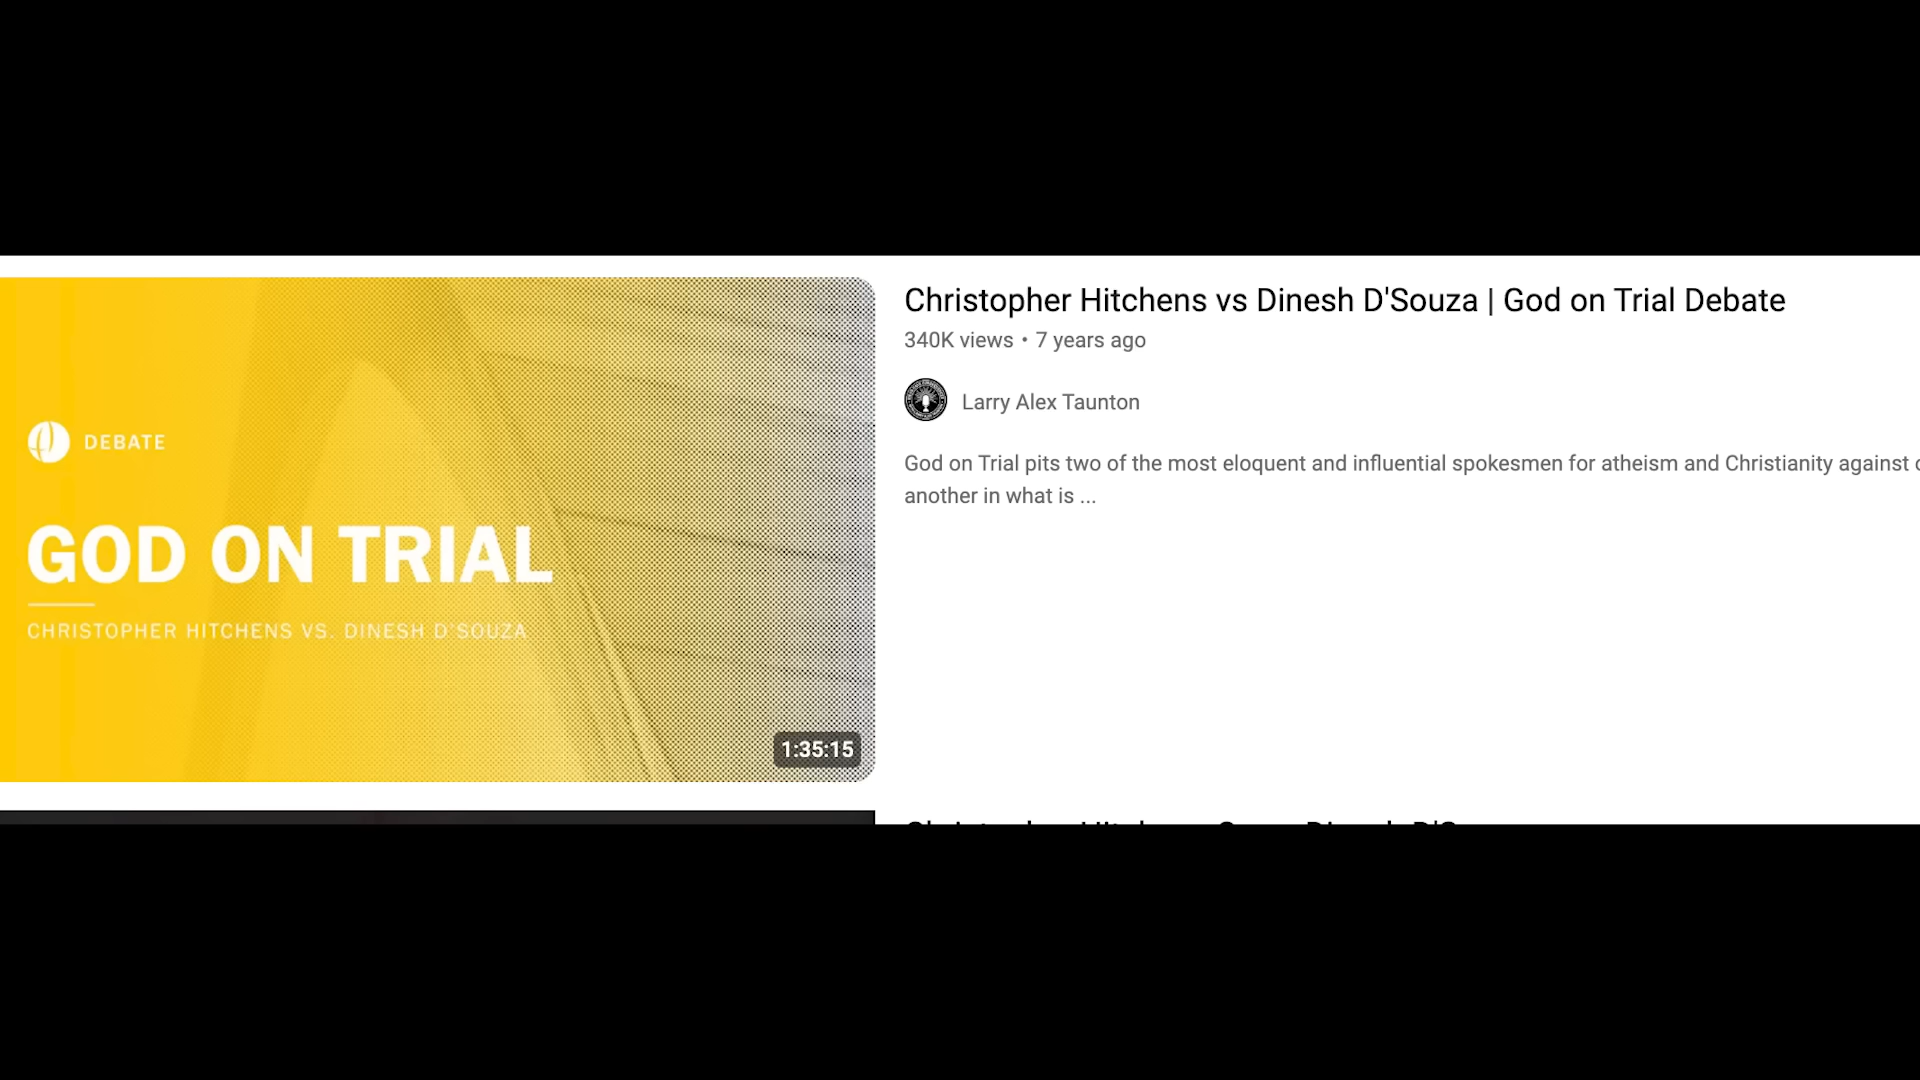 DEBATE
GOD ON TRIAL
CHRISTOPHER HITCHENS VS. DINESH D'SOUZA
1:35:15
Christopher Hitchens vs Dinesh D'Souza | God on Trial Debate
340K views • 7 years ago
Larry Alex Taunton
God on Trial pits two of the most eloquent and influential spokesmen for atheism and Christianity against
another in what is ...